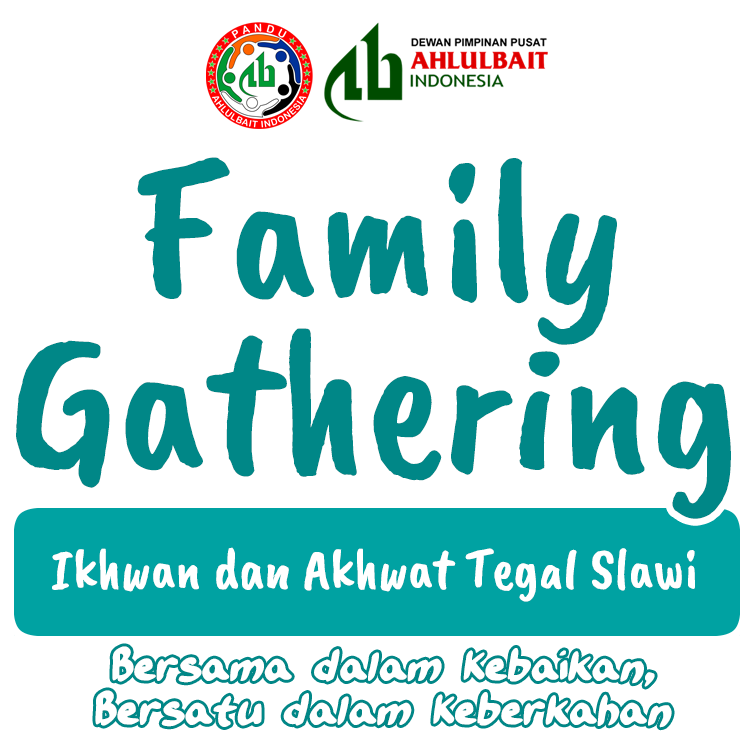 PANDU
AHLULBAIT INDONESIA
DEWAN PIMPINAN PUSAT
AHLULBAIT
INDONESIA
Family
Gathering
Ikhwan dan Akhwat Tegal Slawi
Bersama dalam Kebaikan,
Bersatu dalam Keberkahan